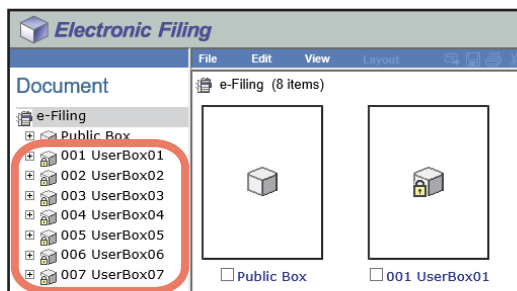 Electronic Filing
File Edit View Layout
Document
e-Filing (8 items)
e-Filing
Public Box
001 UserBox01
002 UserBox02
003 UserBox03
004 UserBox04
005 UserBox05
006 UserBox06
007 UserBox07
Public Box
001 UserBox01